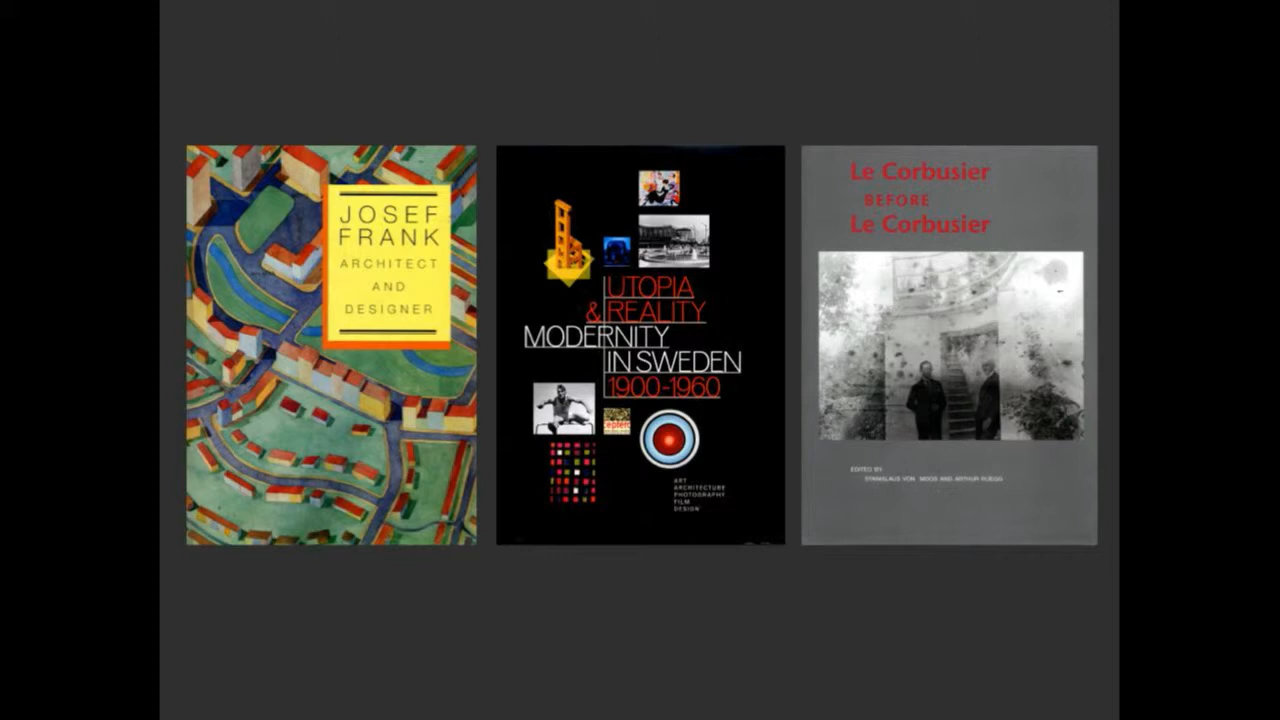 JOSEF
FRANK
ARCHITECT
AND
DESIGNER
UTOPIA
& REALITY
MODERNITY
IN SWEDEN
1900-1960
ART
ARCHITECTURE
PHOTOGRAPHY
FILM
DESIGN
Le Corbusier
BEFORE
Le Corbusier
EDITED BY
STANISLAUS VON MOOS AND ARTHUR RÜEGG